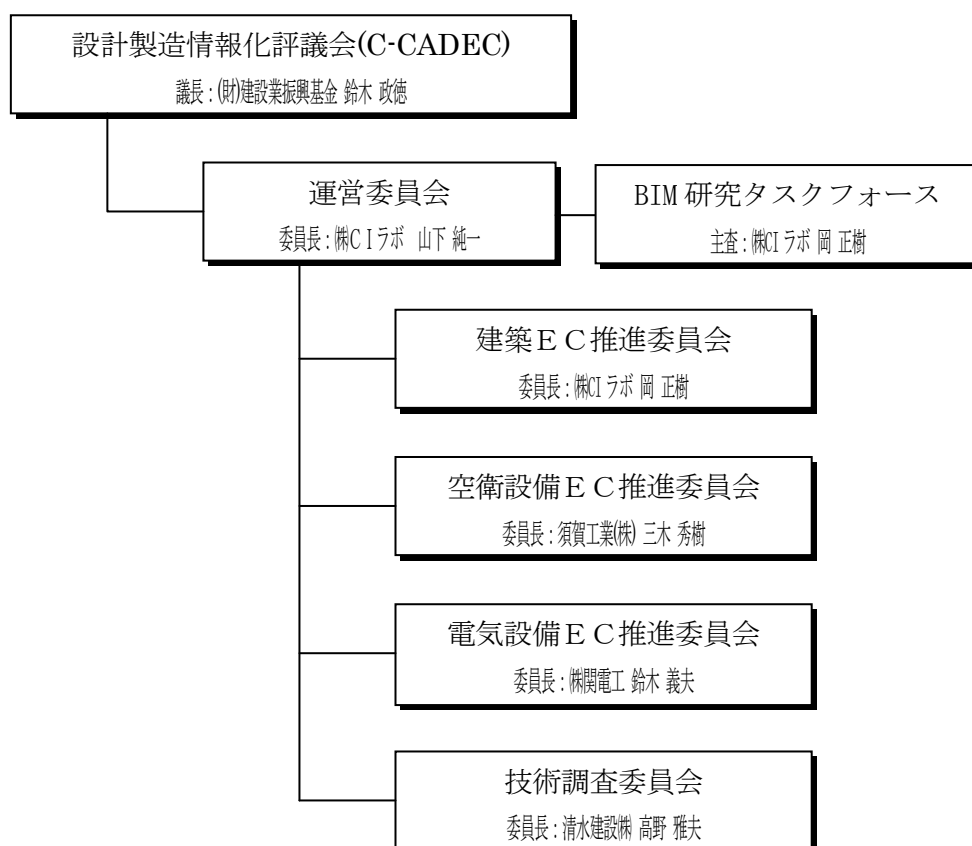 設計製造情報化評議会(C-CADEC)
議長：(財)建設業振興基金 鈴木 政徳
運営委員会
委員長：㈱ＣＩラボ　山下 純一
BIM 研究タスクフォース
主査：㈱CI ラボ 岡 正樹
建築ＥＣ推進委員会
委員長：㈱CI ラボ 岡 正樹
空衛設備ＥＣ推進委員会
委員長：須賀工業(株) 三木 秀樹
電気設備ＥＣ推進委員会
委員長：㈱関電工 鈴木 義夫
技術調査委員会
委員長：清水建設㈱ 高野 雅夫